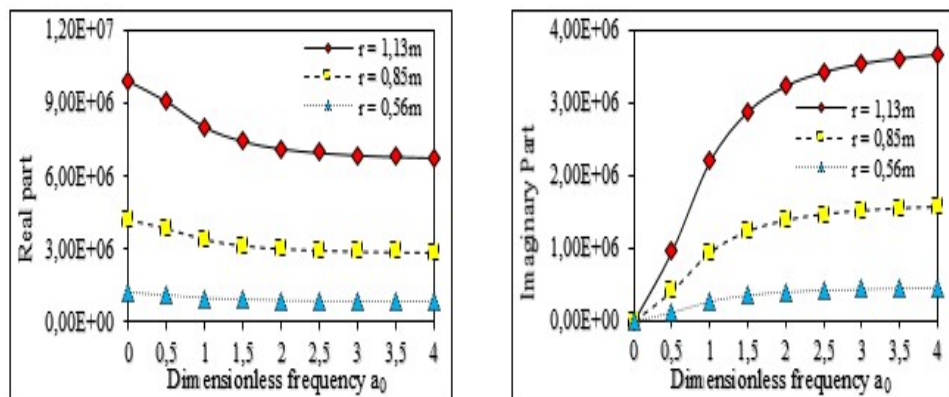 1,20E+07
9,00E+06
6,00E+06
3,00E+06
0,00E+00
Real part
r = 1,13m
r = 0,85m
r = 0,56m
0 0,5 1 1,5 2 2,5 3 3,5 4
Dimensionless frequency a0
4,00E+06
3,00E+06
2,00E+06
1,00E+06
0,00E+00
Imaginary Part
r = 1,13m
r = 0,85m
r = 0,56m
0 0,5 1 1,5 2 2,5 3 3,5 4
Dimensionless frequency a0